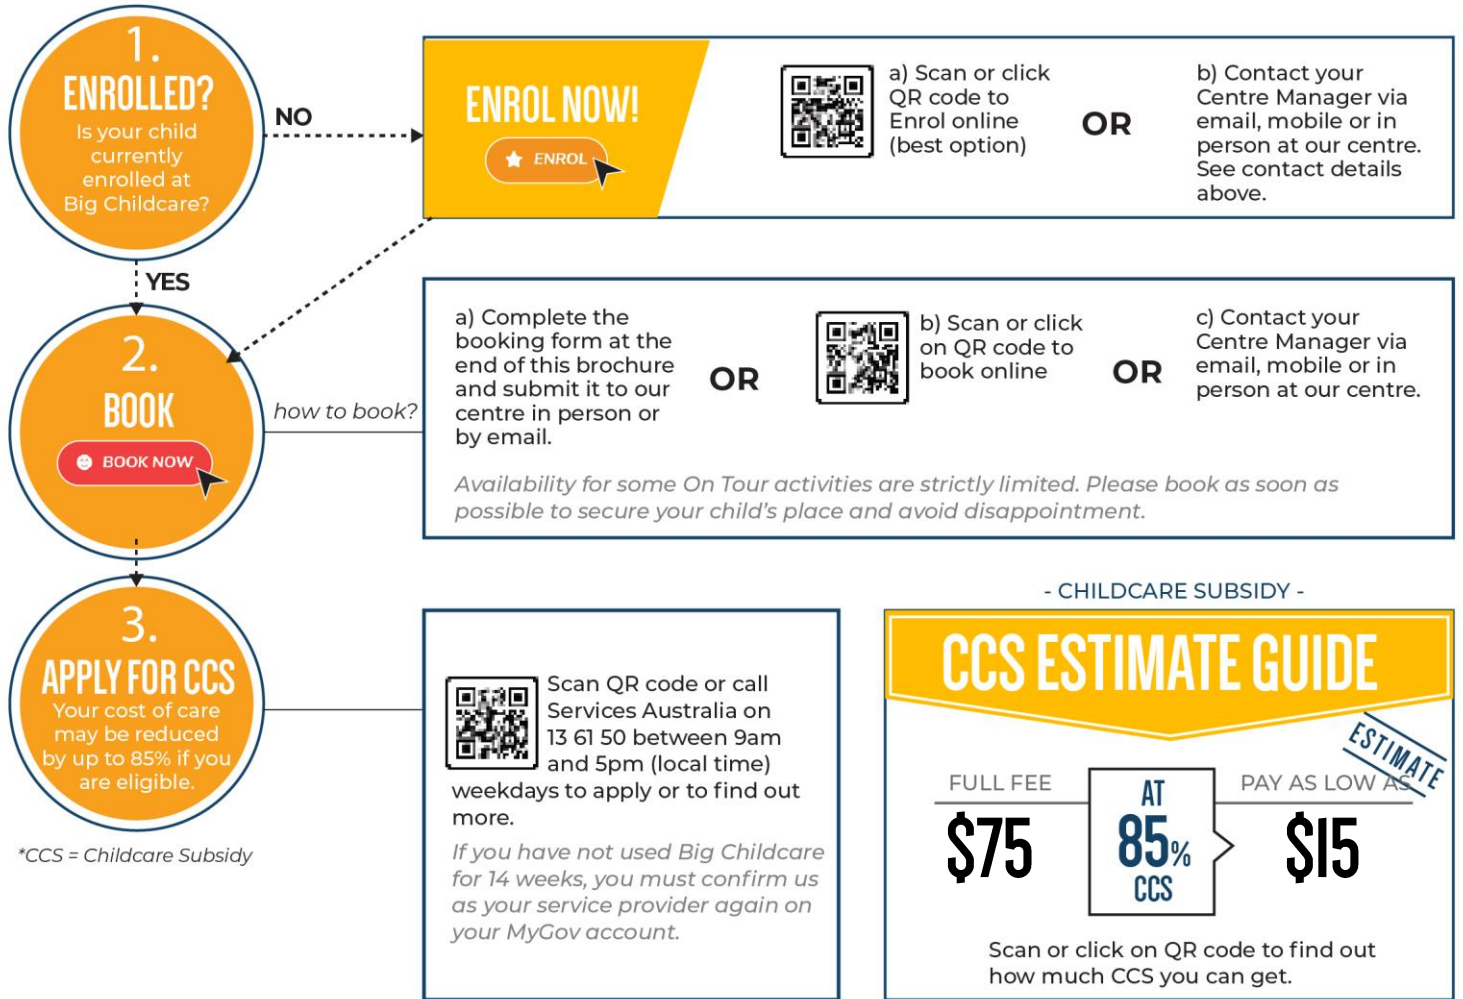 1.
ENROLLED?
Is your child
currently
enrolled at
Big Childcare?
NO
ENROL NOW!
ENROL
a) Scan or click
QR code to
Enrol online
(best option)
OR
b) Contact your
Centre Manager via
email, mobile or in
person at our centre.
See contact details
above.
YES
2.
BOOK
BOOK NOW
how to book?
a) Complete the
booking form at the
end of this brochure
and submit it to our
centre in person or
by email.
OR
b) Scan or click
on QR code to
book online
OR
c) Contact your
Centre Manager via
email, mobile or in
person at our centre.
Availability for some On Tour activities are strictly limited. Please book as soon as
possible to secure your child's place and avoid disappointment.
3.
APPLY FOR CCS
Your cost of care
may be reduced
by up to 85% if you
are eligible.
*CCS = Childcare Subsidy
Scan QR code or call
Services Australia on
13 61 50 between 9am
and 5pm (local time)
weekdays to apply or to find out
more.
If you have not used Big Childcare
for 14 weeks, you must confirm us
as your service provider again on
your MyGov account.
- CHILDCARE SUBSIDY -
CCS ESTIMATE GUIDE
ESTIMATE
FULL FEE
$75
AT
85%
CCS
PAY AS LOW AS
$15
Scan or click on QR code to find out
how much CCS you can get.